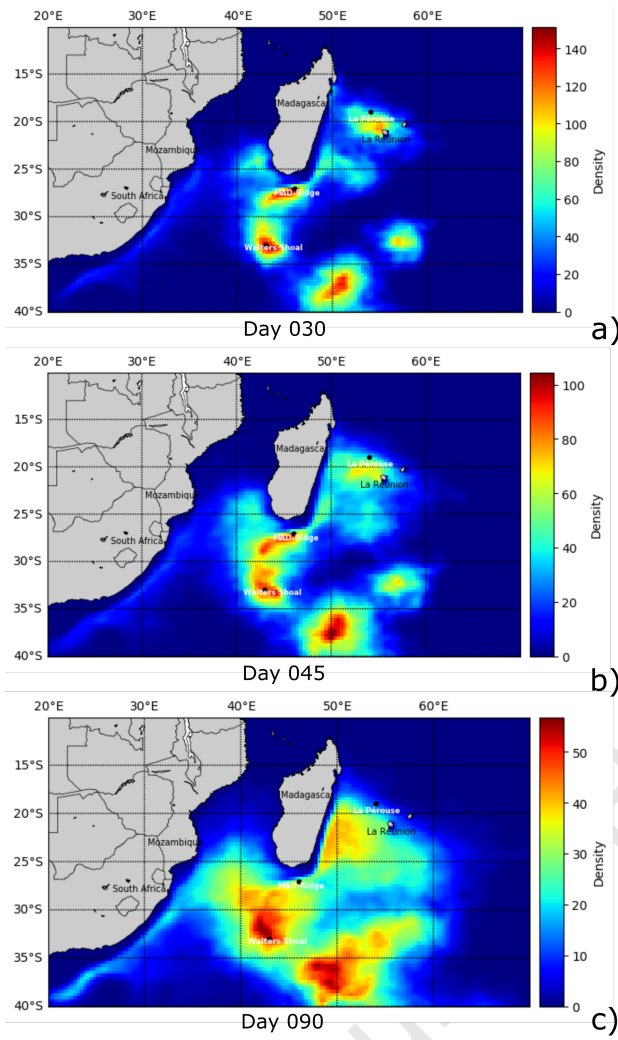 20°E 30°E 40°E 50°E 60°E
15°S
20°S
25°S
30°S
35°S
40°S
Madagascar
La Pérouse
La Réunion
Mozambique
South Africa
MAD-Ridge
Walters Shoal
140
120
100
80
60
40
20
0
Density
Day 030
a)
20°E 30°E 40°E 50°E 60°E
15°S
20°S
25°S
30°S
35°S
40°S
Madagascar
La Pérouse
La Réunion
Mozambique
South Africa
MAD-Ridge
Walters Shoal
100
80
60
40
20
0
Density
Day 045
b)
20°E 30°E 40°E 50°E 60°E
15°S
20°S
25°S
30°S
35°S
40°S
Madagascar
La Pérouse
La Réunion
Mozambique
South Africa
MAD-Ridge
Walters Shoal
50
40
30
20
10
0
Density
Day 090
c)